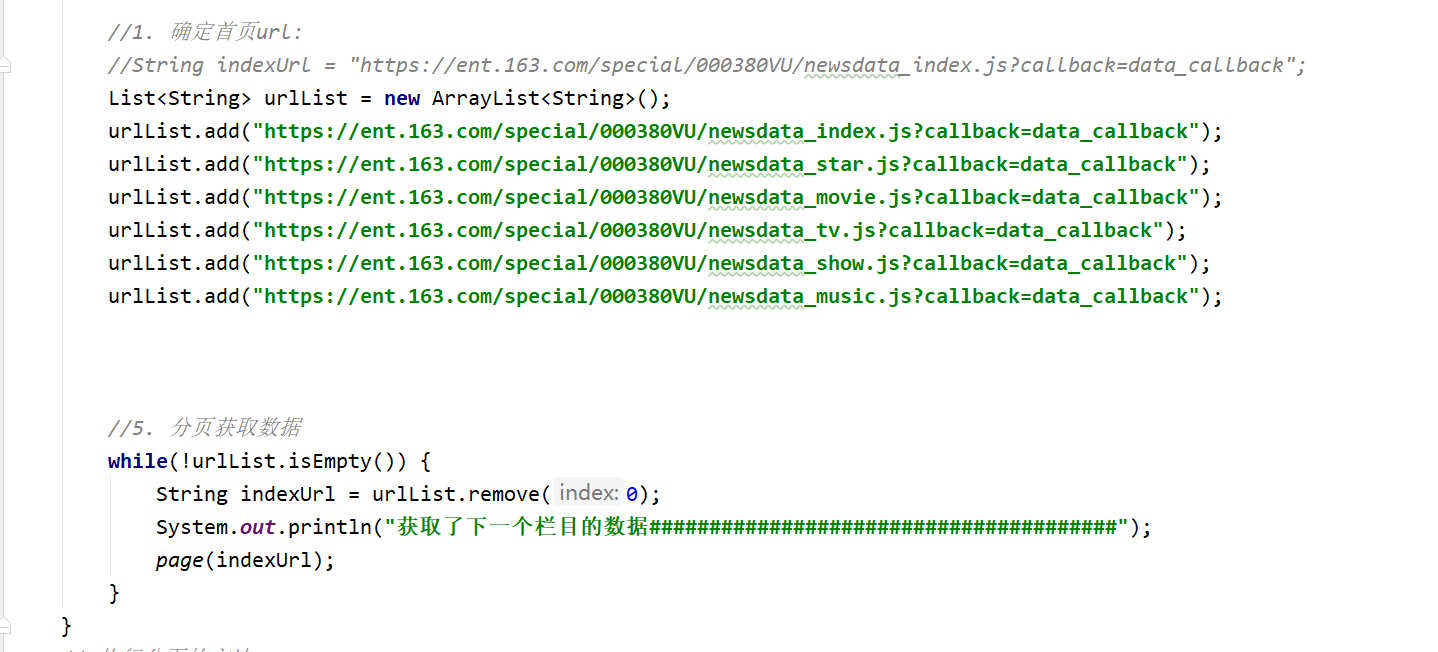 //1. 确定首页url:
//String indexUrl = "https://ent.163.com/special/000380VU/newsdata_index.js?callback=data_callback";
List<String> urlList = new ArrayList<String>();
urlList.add("https://ent.163.com/special/000380VU/newsdata_index.js?callback=data_callback");
urlList.add("https://ent.163.com/special/000380VU/newsdata_star.js?callback=data_callback");
urlList.add("https://ent.163.com/special/000380VU/newsdata_movie.js?callback=data_callback");
urlList.add("https://ent.163.com/special/000380VU/newsdata_tv.js?callback=data_callback");
urlList.add("https://ent.163.com/special/000380VU/newsdata_show.js?callback=data_callback");
urlList.add("https://ent.163.com/special/000380VU/newsdata_music.js?callback=data_callback");
//5. 分页获取数据
while(!urlList.isEmpty()) {
String indexUrl = urlList.remove( index: 0);
System.out.println("获取了下一个栏目的数据#######################################");
page(indexUrl);
}
}